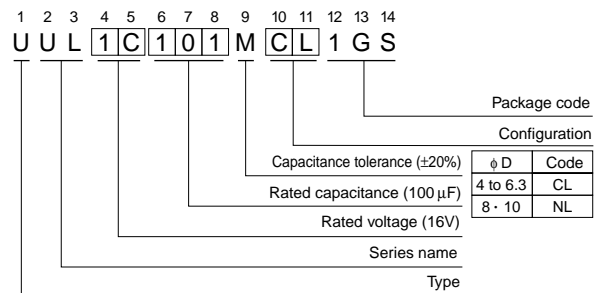 1 2 3 4 5 6 7 8 9 10 11 12 13 14
U U L 1 C 1 0 1 M C L 1 G S
Package code
Configuration
Capacitance tolerance (±20%)
Rated capacitance (100 μF)
Rated voltage (16V)
Series name
Type
ϕ D Code
4 to 6.3 CL
8 · 10 NL